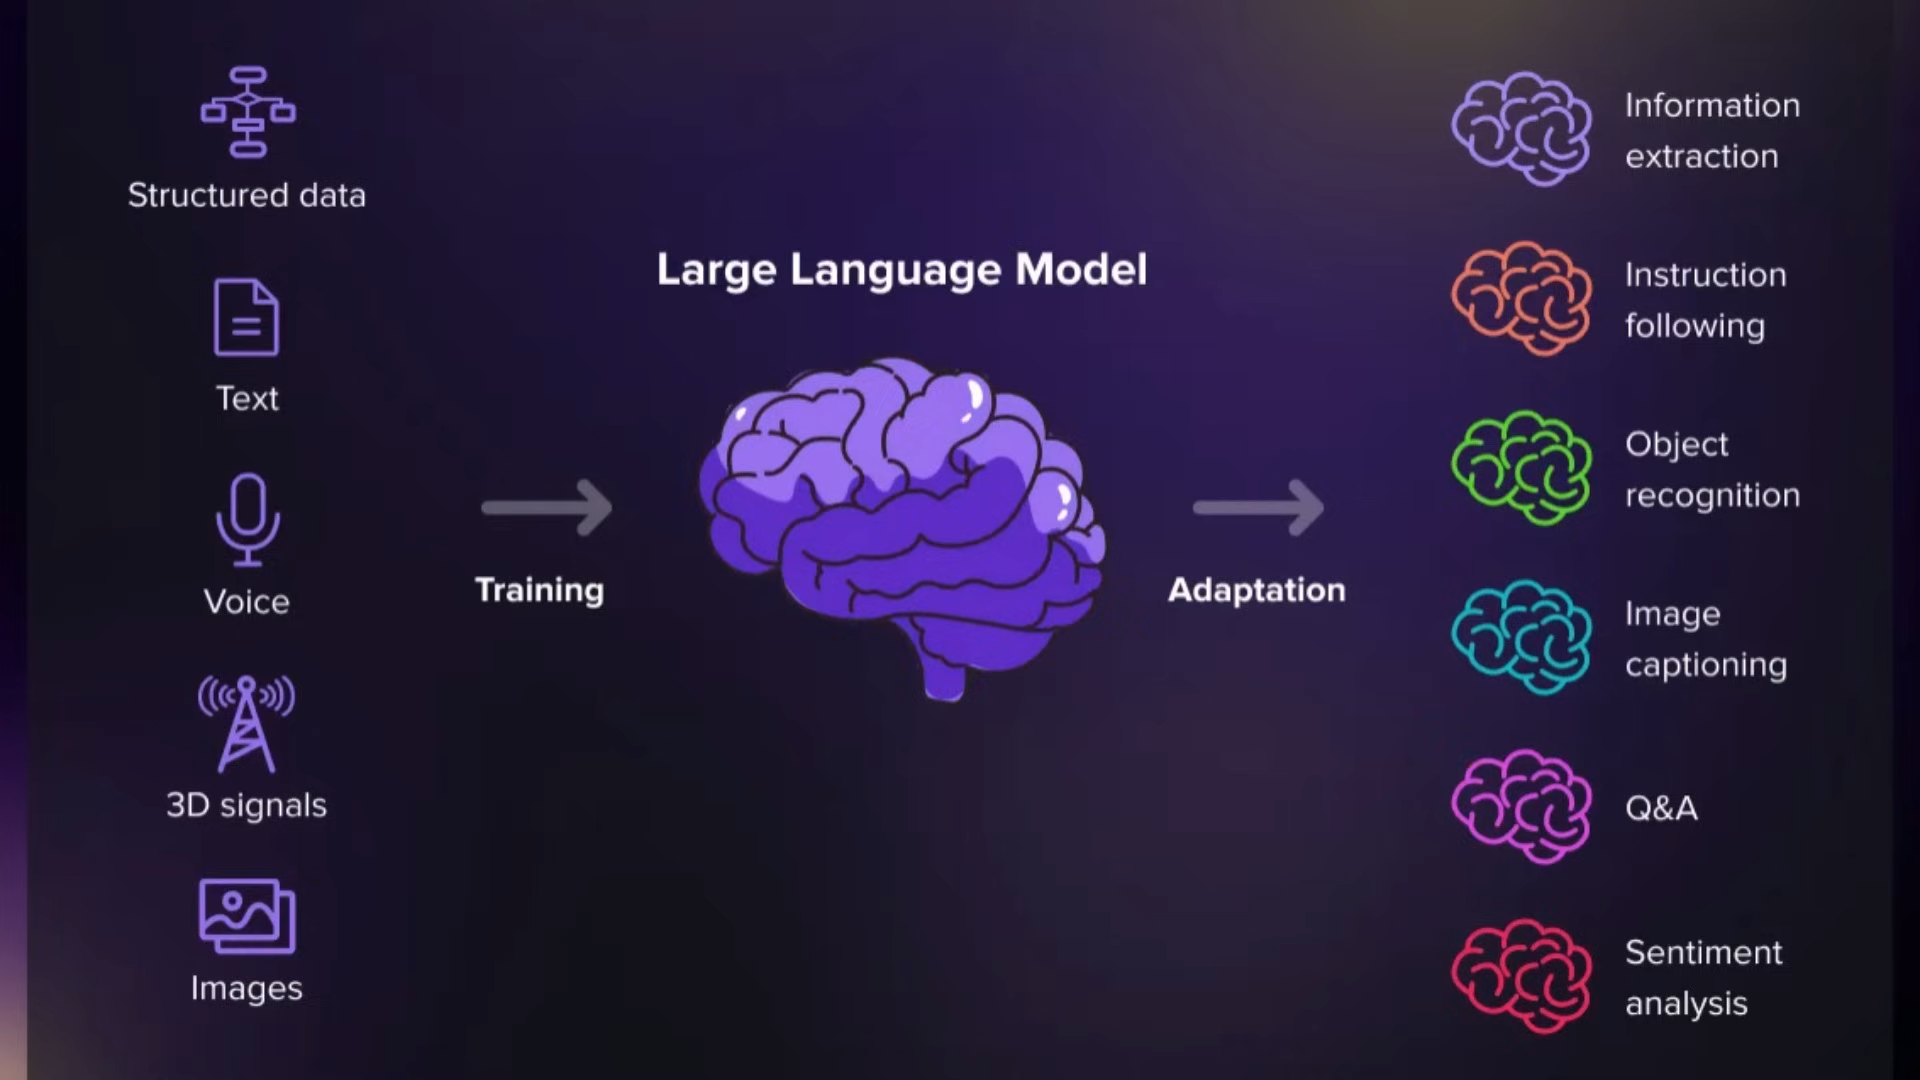 Structured data
Text
Voice
3D signals
Images
Training
Large Language Model
Adaptation
Information
extraction
Instruction
following
Object
recognition
Image
captioning
Q&A
Sentiment
analysis